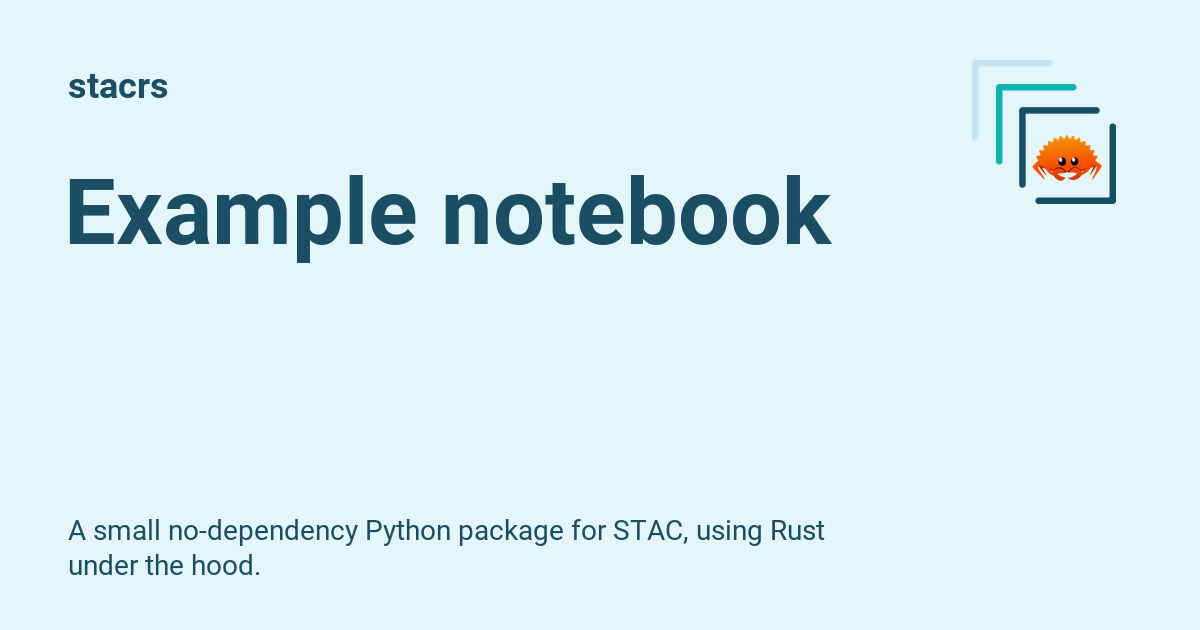 stacrs
Example notebook
A small no-dependency Python package for STAC, using Rust
under the hood.